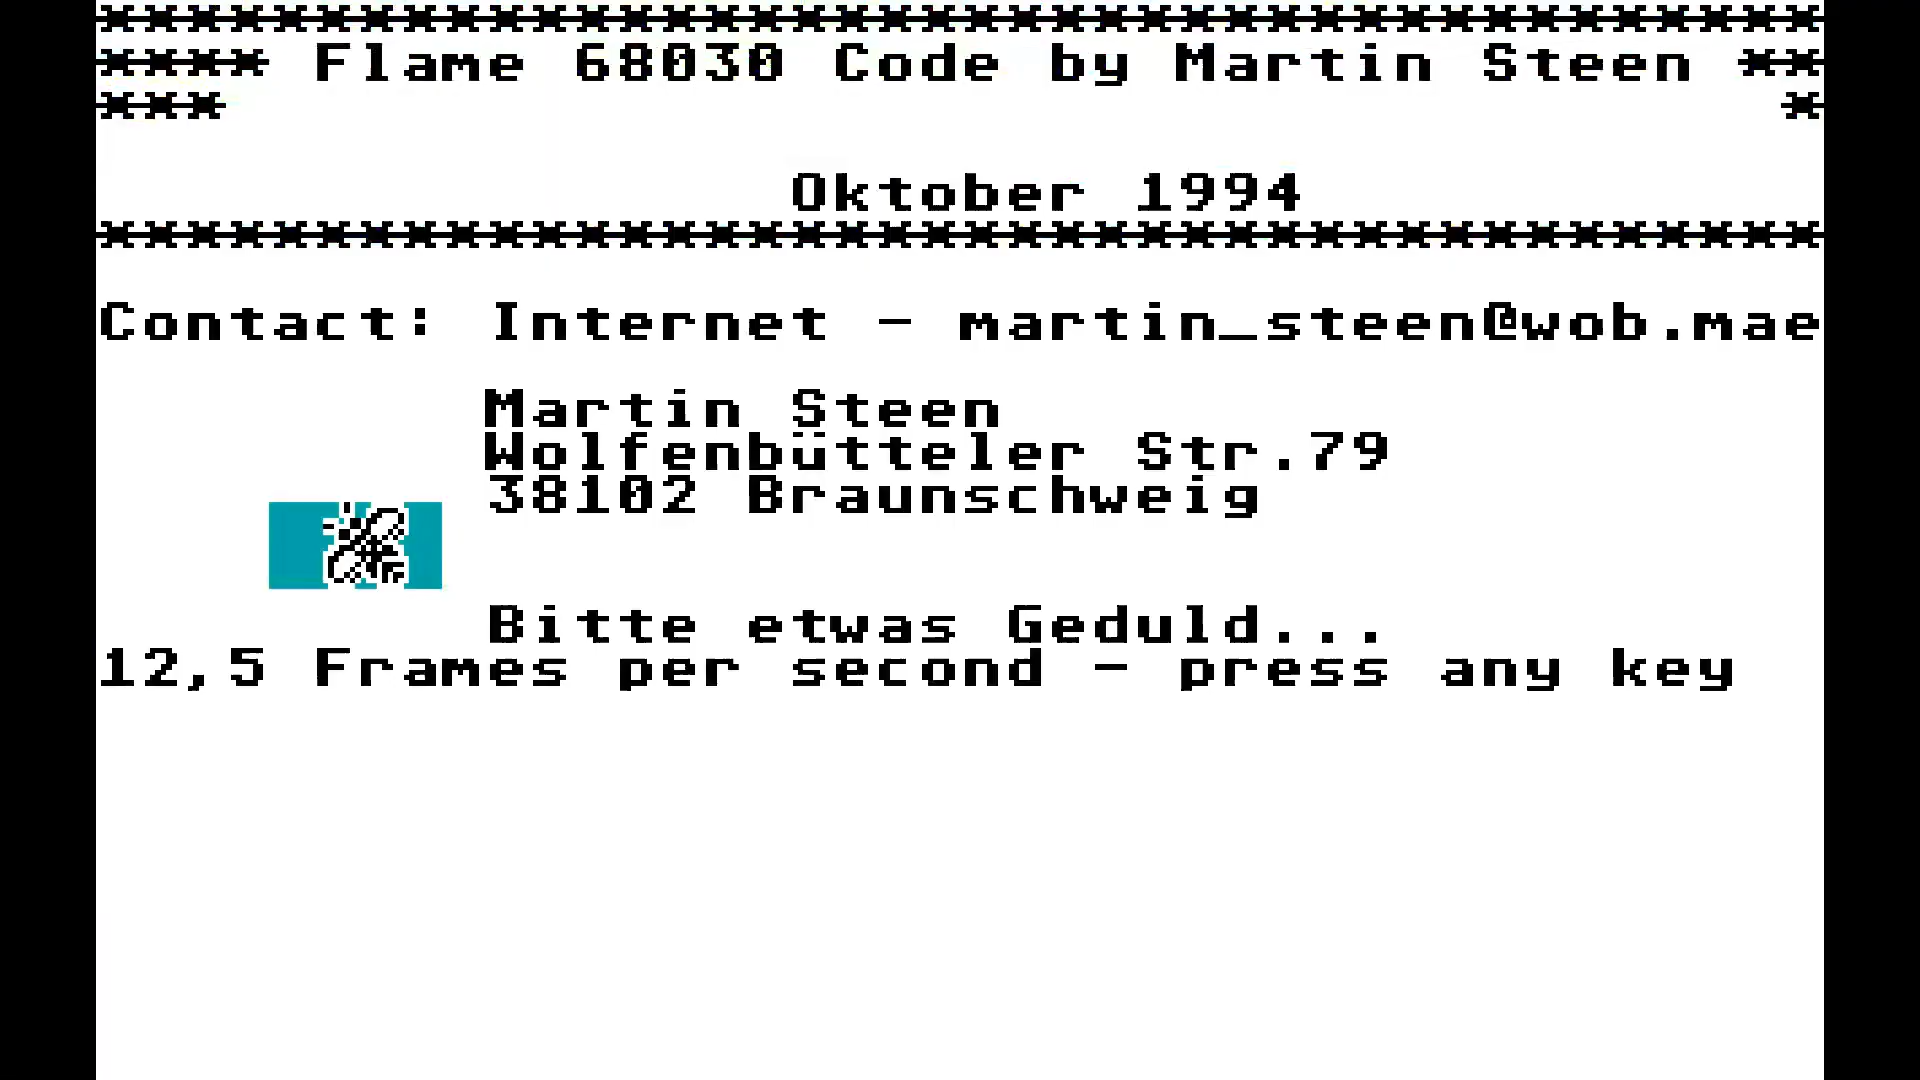 ****************************************
**** Flame 68030 Code by Martin Steen **
*** *
Oktober 1994
****************************************
Contact: Internet - martin_steen@wob.mae
Martin Steen
Wolfenbütteler Str.79
38102 Braunschweig
Bitte etwas Geduld...
12,5 Frames per second - press any key